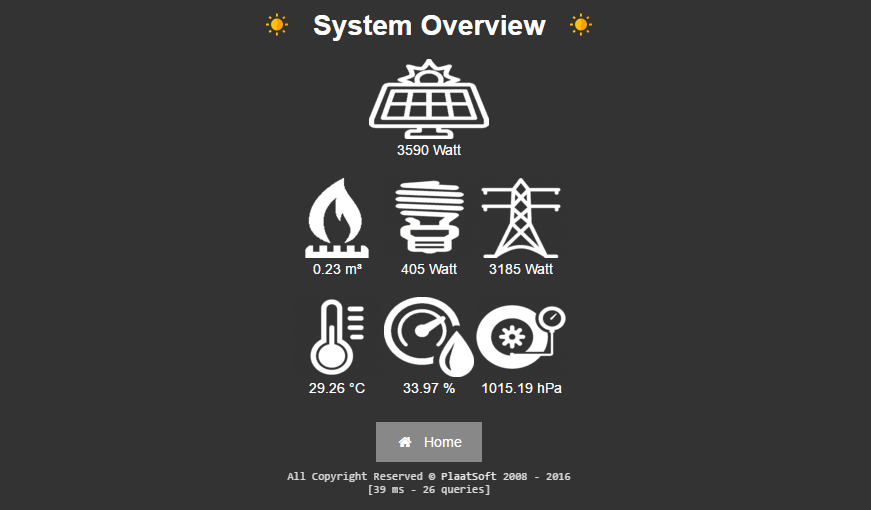 System Overview
3590 Watt
0.23 m³
405 Watt
3185 Watt
29.26 °C
33.97 %
1015.19 hPa
Home
All Copyright Reserved © PlaatSoft 2008 - 2016
[39 ms - 26 queries]